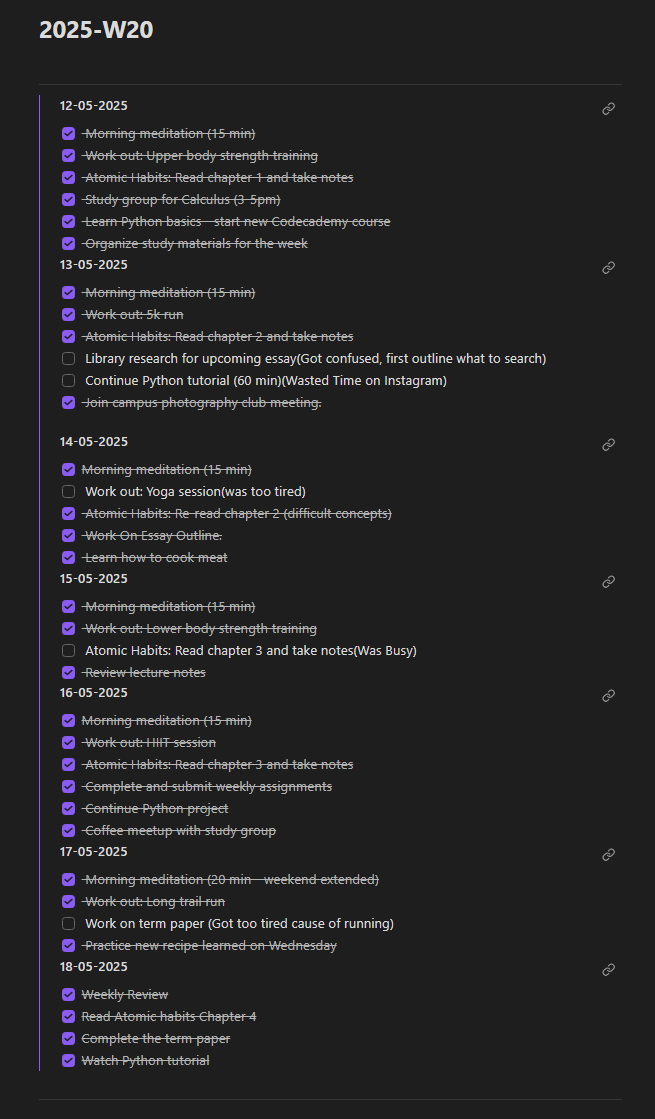 2025-W20
12-05-2025
Morning meditation (15 min)
Work out: Upper body strength training
Atomic Habits: Read chapter 1 and take notes
Study group for Calculus (3-5pm)
Learn Python basics - start new Codecademy course
Organize study materials for the week
13-05-2025
Morning meditation (15 min)
Work out: 5k run
Atomic Habits: Read chapter 2 and take notes
Library research for upcoming essay(Got confused, first outline what to search)
Continue Python tutorial (60 min)(Wasted Time on Instagram)
Join campus photography club meeting.
14-05-2025
Morning meditation (15 min)
Work out: Yoga session(was too tired)
Atomic Habits: Re-read chapter 2 (difficult concepts)
Work On Essay Outline.
Learn how to cook meat
15-05-2025
Morning meditation (15 min)
Work out: Lower body strength training
Atomic Habits: Read chapter 3 and take notes(Was Busy)
Review lecture notes
16-05-2025
Morning meditation (15 min)
Work out: HIIT session
Atomic Habits: Read chapter 3 and take notes
Complete and submit weekly assignments
Continue Python project
Coffee meetup with study group
17-05-2025
Morning meditation (20 min - weekend extended)
Work out: Long trail run
Work on term paper (Got too tired cause of running)
Practice new recipe learned on Wednesday
18-05-2025
Weekly Review
Read Atomic habits Chapter 4
Complete the term paper
Watch Python tutorial